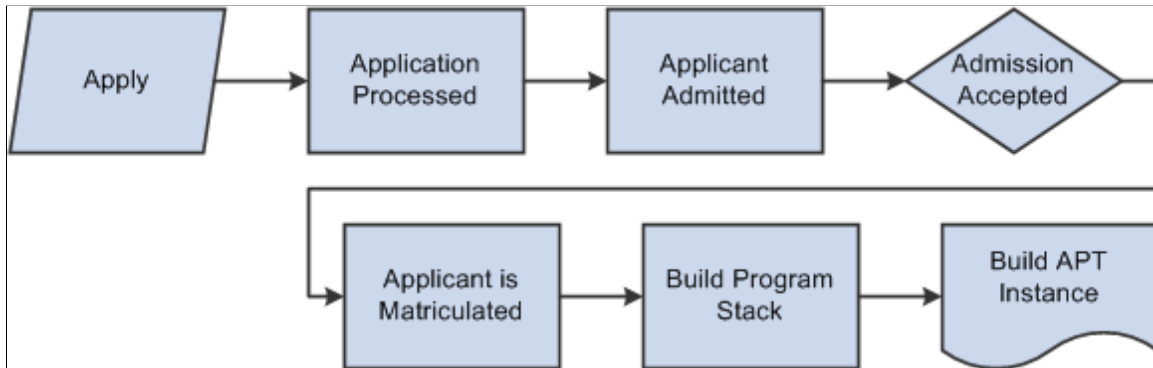 Apply
Application
Processed
Applicant
Admitted
Admission
Accepted
Applicant is
Matriculated
Build Program
Stack
Build APT
Instance